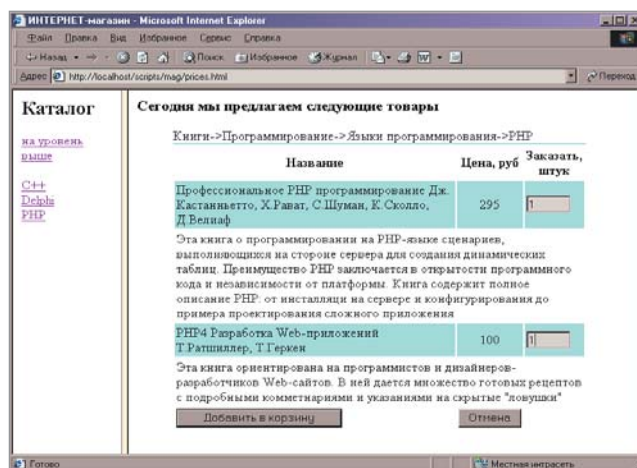 ИНТЕРНЕТ-магазин - Microsoft Internet Explorer
Файл Правка Вид Избранное Сервис Справка
Назад Поиск Избранное Журнал
Адрес http://localhost/scripts/mag/prices.html Переход
Каталог
на уровень
выше
C++
Delphi
PHP
Сегодня мы предлагаем следующие товары
Книги->Программирование->Языки программирования->PHP
Название Цена, руб Заказать,
штук
Профессиональное PHP программирование Дж.
Кастанньетто, Х.Рават, С.Шуман, К.Сколло,
Д.Велиаф 295 1
Эта книга о программировании на PHP-языке сценариев,
выполняющихся на стороне сервера для создания динамических
таблиц. Преимущество PHP заключается в открытости программного
кода и независимости от платформы. Книга содержит полное
описание PHP: от инсталляци на сервере и конфигурирования до
примера проектирования сложного приложения
PHP4 Разработка Web-приложений
Т.Ратшиллер, Т.Геркен 100 1
Эта книга ориентирована на программистов и дизайнеров-
разработчиков Web-сайтов. В ней дается множество готовых рецептов
с подробными комметнариями и указаниями на скрытые "ловушки"
Добавить в корзину Отмена
Готово Местная интрасеть